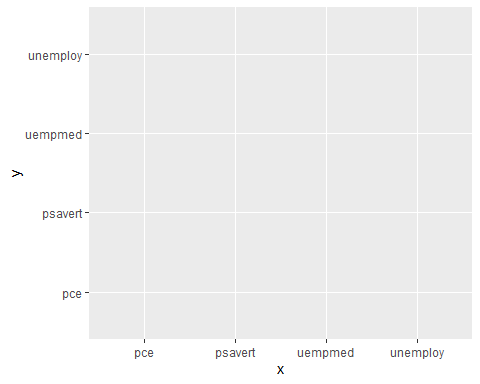 unemploy
uempmed
psavert
pce
y
pce psavert uempmed unemploy
x